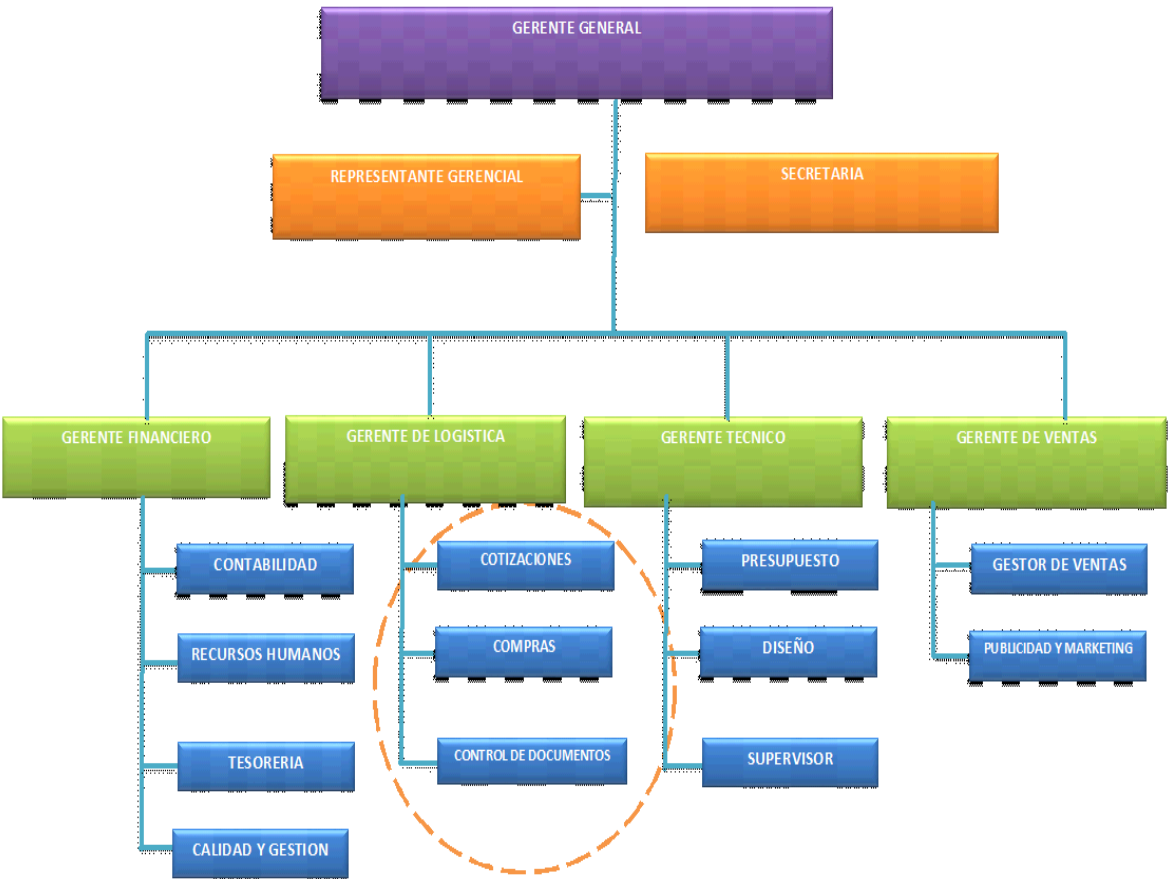 GERENTE GENERAL
REPRESENTANTE GERENCIAL
SECRETARIA
GERENTE FINANCIERO
GERENTE DE LOGISTICA
GERENTE TECNICO
GERENTE DE VENTAS
CONTABILIDAD
RECURSOS HUMANOS
TESORERIA
CALIDAD Y GESTION
COTIZACIONES
COMPRAS
CONTROL DE DOCUMENTOS
PRESUPUESTO
DISEÑO
SUPERVISOR
GESTOR DE VENTAS
PUBLICIDAD Y MARKETING